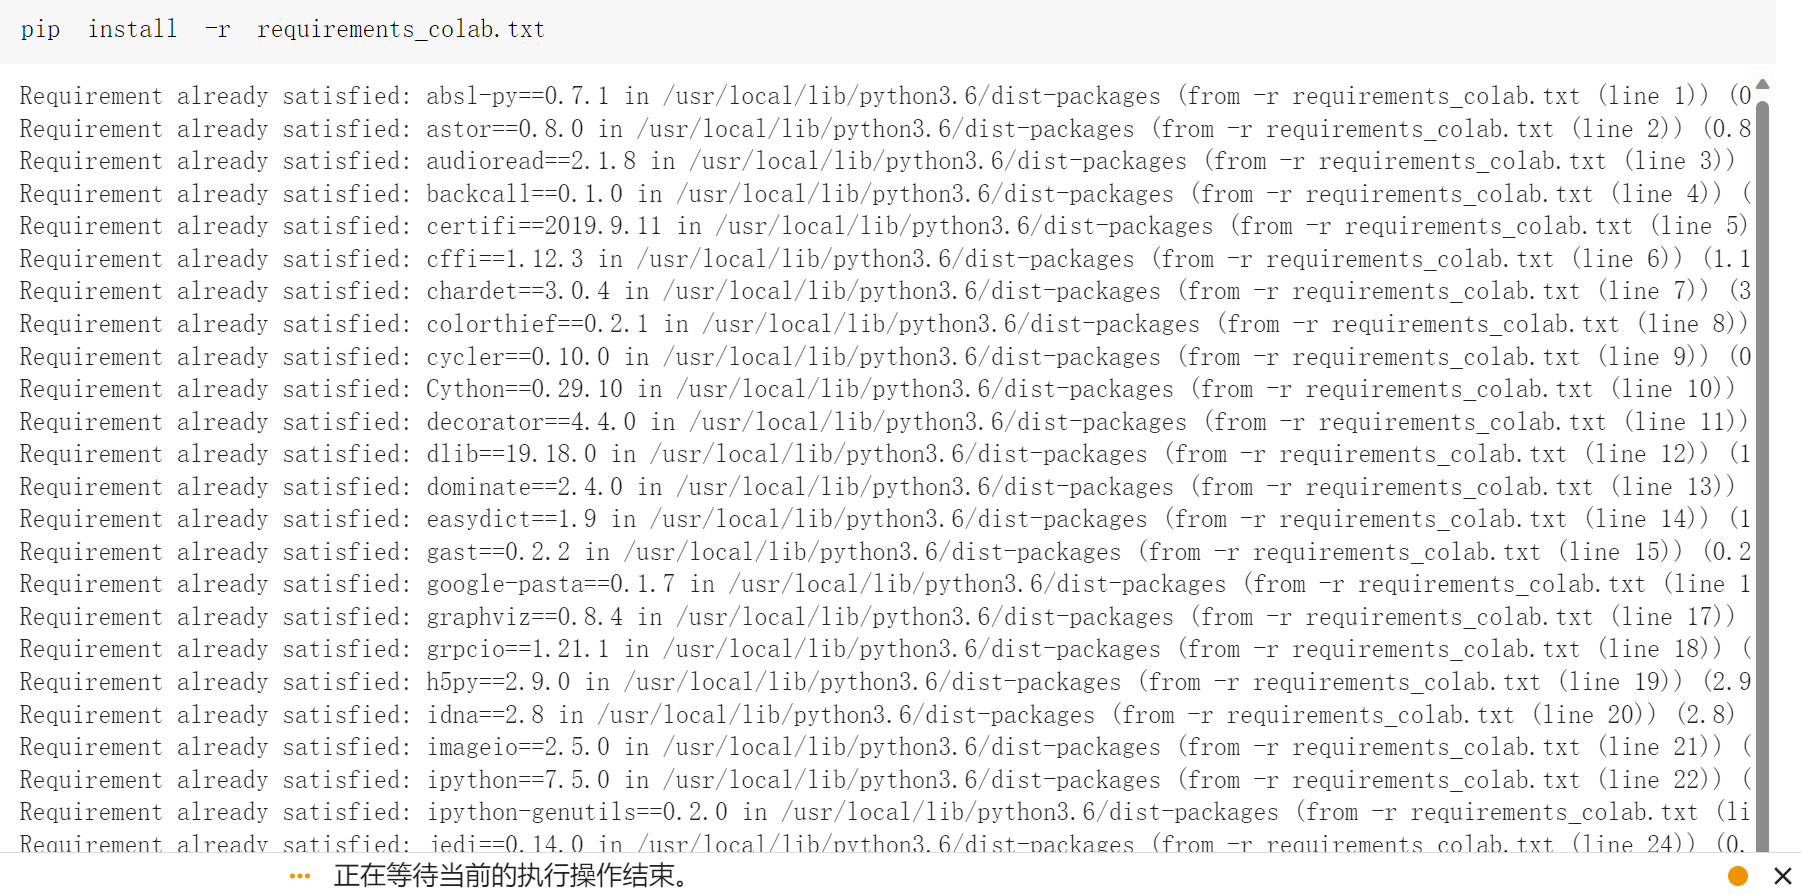 pip install -r requirements_colab.txt
Requirement already satisfied: absl-py==0.7.1 in /usr/local/lib/python3.6/dist-packages (from -r requirements_colab.txt (line 1)) (0
Requirement already satisfied: astor==0.8.0 in /usr/local/lib/python3.6/dist-packages (from -r requirements_colab.txt (line 2)) (0.8
Requirement already satisfied: audioread==2.1.8 in /usr/local/lib/python3.6/dist-packages (from -r requirements_colab.txt (line 3))
Requirement already satisfied: backcall==0.1.0 in /usr/local/lib/python3.6/dist-packages (from -r requirements_colab.txt (line 4)) (
Requirement already satisfied: certifi==2019.9.11 in /usr/local/lib/python3.6/dist-packages (from -r requirements_colab.txt (line 5)
Requirement already satisfied: cffi==1.12.3 in /usr/local/lib/python3.6/dist-packages (from -r requirements_colab.txt (line 6)) (1.1
Requirement already satisfied: chardet==3.0.4 in /usr/local/lib/python3.6/dist-packages (from -r requirements_colab.txt (line 7)) (3
Requirement already satisfied: colorthief==0.2.1 in /usr/local/lib/python3.6/dist-packages (from -r requirements_colab.txt (line 8))
Requirement already satisfied: cycler==0.10.0 in /usr/local/lib/python3.6/dist-packages (from -r requirements_colab.txt (line 9)) (0
Requirement already satisfied: Cython==0.29.10 in /usr/local/lib/python3.6/dist-packages (from -r requirements_colab.txt (line 10))
Requirement already satisfied: decorator==4.4.0 in /usr/local/lib/python3.6/dist-packages (from -r requirements_colab.txt (line 11))
Requirement already satisfied: dlib==19.18.0 in /usr/local/lib/python3.6/dist-packages (from -r requirements_colab.txt (line 12)) (1
Requirement already satisfied: dominate==2.4.0 in /usr/local/lib/python3.6/dist-packages (from -r requirements_colab.txt (line 13))
Requirement already satisfied: easydict==1.9 in /usr/local/lib/python3.6/dist-packages (from -r requirements_colab.txt (line 14)) (1
Requirement already satisfied: gast==0.2.2 in /usr/local/lib/python3.6/dist-packages (from -r requirements_colab.txt (line 15)) (0.2
Requirement already satisfied: google-pasta==0.1.7 in /usr/local/lib/python3.6/dist-packages (from -r requirements_colab.txt (line 1
Requirement already satisfied: graphviz==0.8.4 in /usr/local/lib/python3.6/dist-packages (from -r requirements_colab.txt (line 17))
Requirement already satisfied: grpcio==1.21.1 in /usr/local/lib/python3.6/dist-packages (from -r requirements_colab.txt (line 18)) (
Requirement already satisfied: h5py==2.9.0 in /usr/local/lib/python3.6/dist-packages (from -r requirements_colab.txt (line 19)) (2.9
Requirement already satisfied: idna==2.8 in /usr/local/lib/python3.6/dist-packages (from -r requirements_colab.txt (line 20)) (2.8)
Requirement already satisfied: imageio==2.5.0 in /usr/local/lib/python3.6/dist-packages (from -r requirements_colab.txt (line 21)) (
Requirement already satisfied: ipython==7.5.0 in /usr/local/lib/python3.6/dist-packages (from -r requirements_colab.txt (line 22)) (
Requirement already satisfied: ipython-genutils==0.2.0 in /usr/local/lib/python3.6/dist-packages (from -r requirements_colab.txt (li
Requirement already satisfied: jedi==0.14.0 in /usr/local/lib/python3.6/dist-packages (from -r requirements_colab.txt (line 24)) (0.
正在等待当前的执行操作结束。